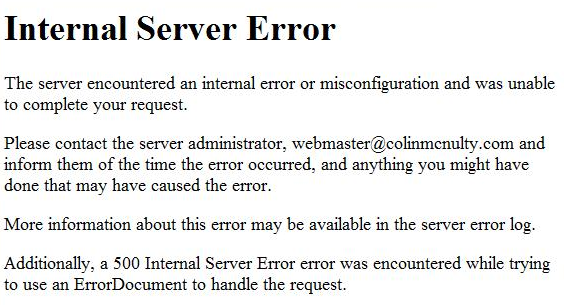 Internal Server Error
The server encountered an internal error or misconfiguration and was unable
to complete your request.
Please contact the server administrator, webmaster@colinmcnulty.com and
inform them of the time the error occurred, and anything you might have
done that may have caused the error.
More information about this error may be available in the server error log.
Additionally, a 500 Internal Server Error error was encountered while trying
to use an ErrorDocument to handle the request.